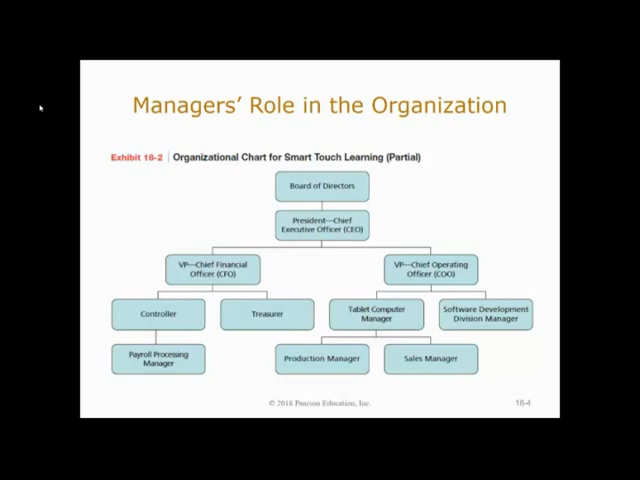 Managers' Role in the Organization
Exhibit 18-2 | Organizational Chart for Smart Touch Learning (Partial)
Board of Directors
President—Chief
Executive Officer (CEO)
VP—Chief Financial
Officer (CFO)
VP—Chief Operating
Officer (COO)
Controller
Treasurer
Tablet Computer
Manager
Software Development
Division Manager
Payroll Processing
Manager
Production Manager
Sales Manager
© 2018 Pearson Education, Inc.
18-4